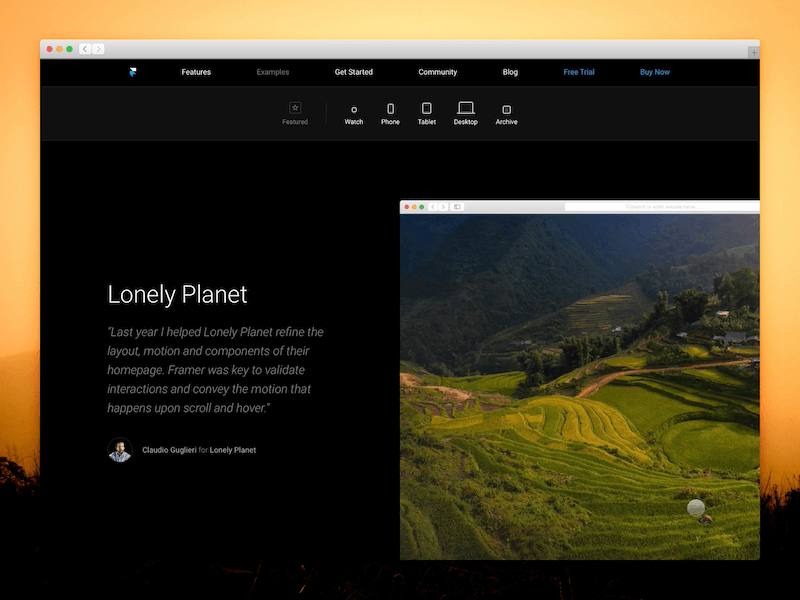 Features Examples Get Started Community Blog Free Trial Buy Now
Featured Watch Phone Tablet Desktop Archive
Lonely Planet
"Last year I helped Lonely Planet refine the
layout, motion and components of their
homepage. Framer was key to validate
interactions and convey the motion that
happens upon scroll and hover."
Claudio Guglieri for Lonely Planet